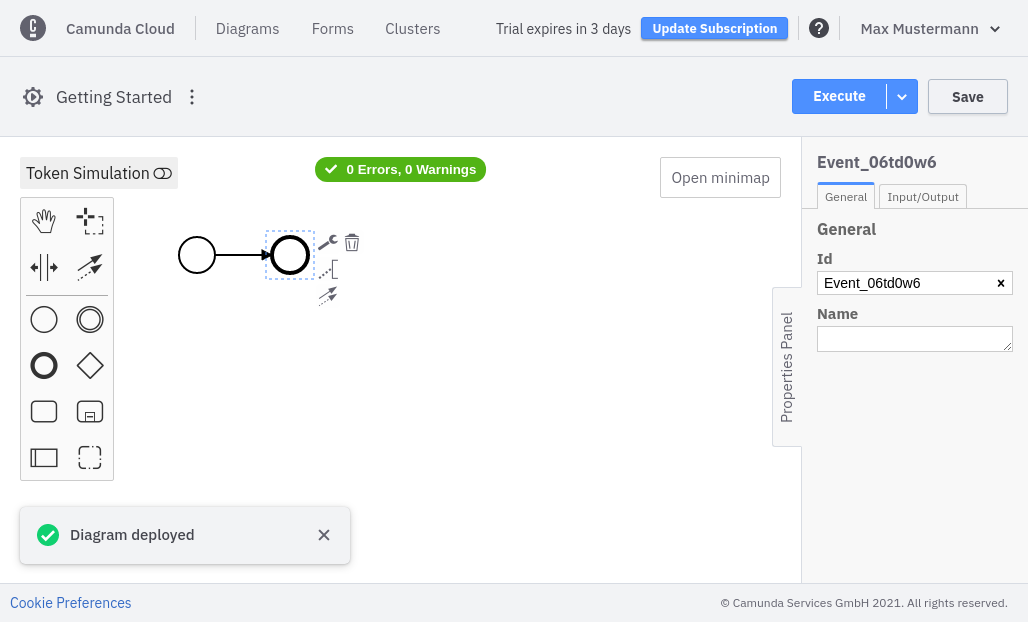 Camunda Cloud
Diagrams
Forms
Clusters
Trial expires in 3 days
Update Subscription
Max Mustermann
Getting Started
Execute
Save
Token Simulation
0 Errors, 0 Warnings
Open minimap
Properties Panel
Event_06td0w6
General
Input/Output
General
Id
Event_06td0w6
Name
Diagram deployed
Cookie Preferences
© Camunda Services GmbH 2021. All rights reserved.